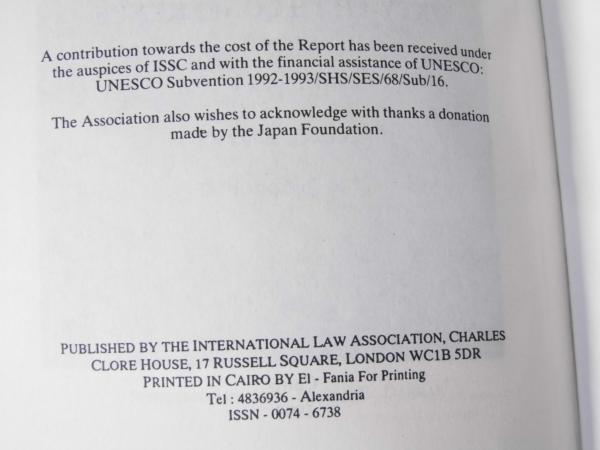 A contribution towards the cost of the Report has been received under
the auspices of ISSC and with the financial assistance of UNESCO:
UNESCO Subvention 1992-1993/SHS/SES/68/Sub/16.
The Association also wishes to acknowledge with thanks a donation
made by the Japan Foundation.
PUBLISHED BY THE INTERNATIONAL LAW ASSOCIATION, CHARLES
CLORE HOUSE, 17 RUSSELL SQUARE, LONDON WC1B 5DR
PRINTED IN CAIRO BY El - Fania For Printing
Tel : 4836936 - Alexandria
ISSN - 0074 - 6738